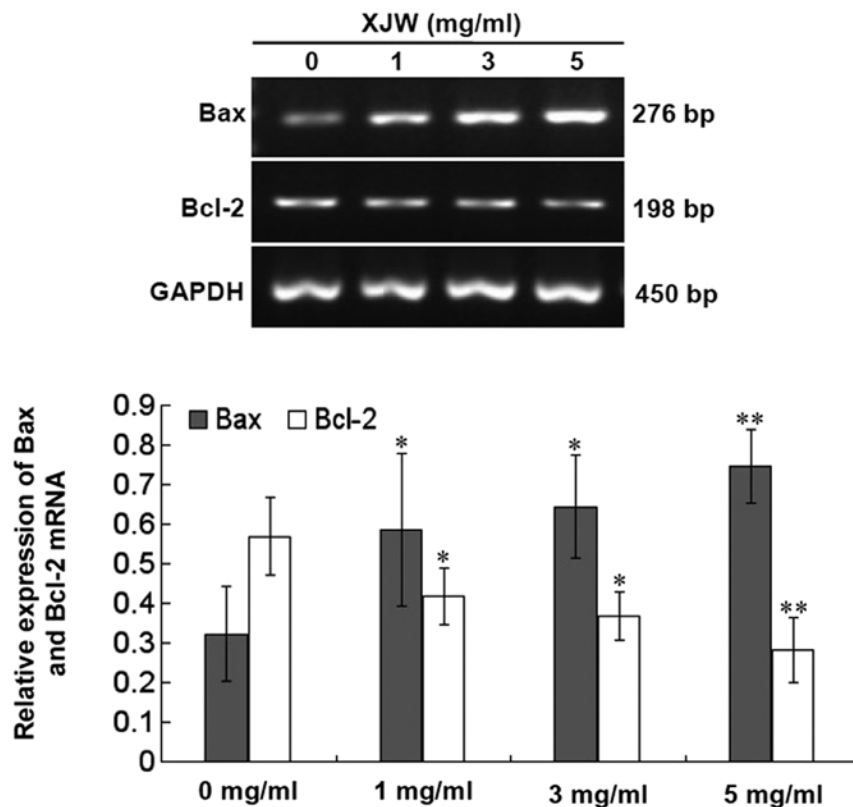 XJW (mg/ml)
0 1 3 5
Bax 276 bp
Bcl-2 198 bp
GAPDH 450 bp
Relative expression of Bax
and Bcl-2 mRNA
0.9
0.8
0.7
0.6
0.5
0.4
0.3
0.2
0.1
0
Bax Bcl-2
* * ** 
* * **
0 mg/ml 1 mg/ml 3 mg/ml 5 mg/ml